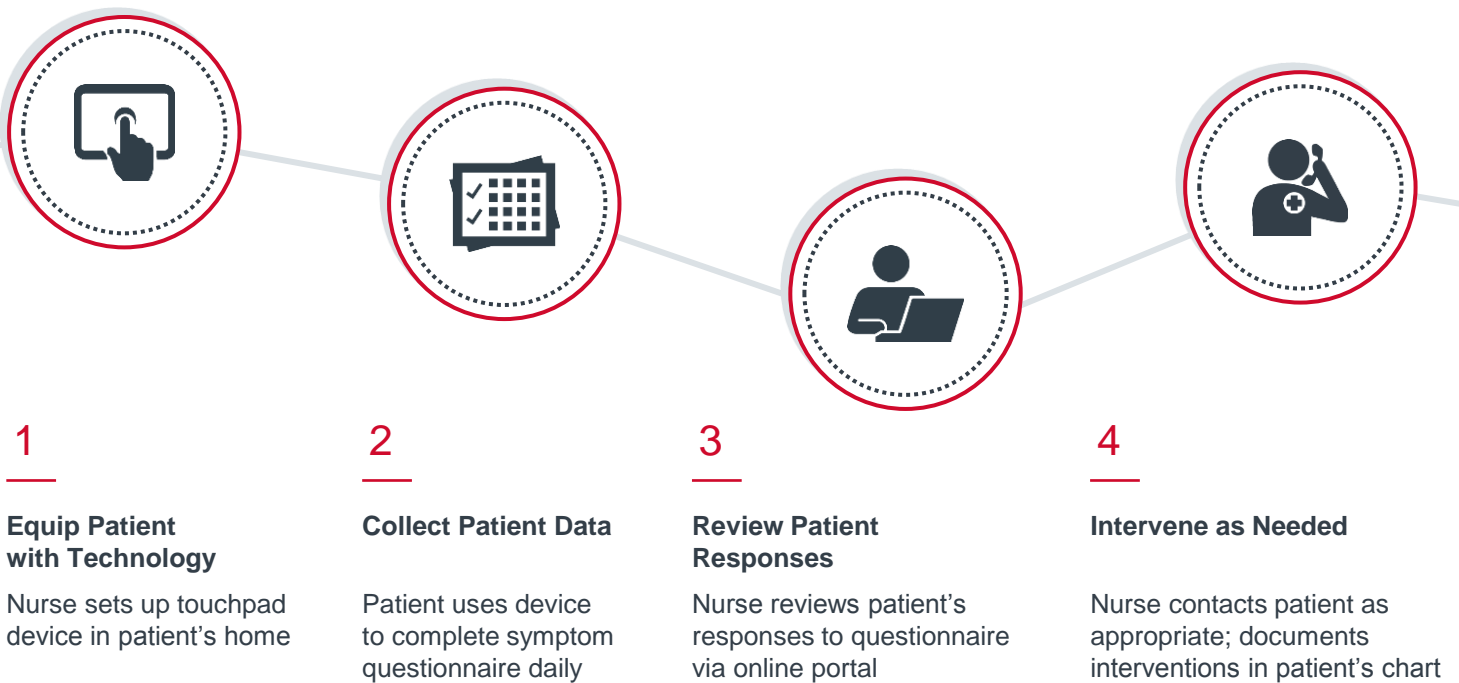 1
Equip Patient
with Technology
Nurse sets up touchpad
device in patient's home
2
Collect Patient Data
Patient uses device
to complete symptom
questionnaire daily
3
Review Patient
Responses
Nurse reviews patient's
responses to questionnaire
via online portal
4
Intervene as Needed
Nurse contacts patient as
appropriate; documents
interventions in patient's chart